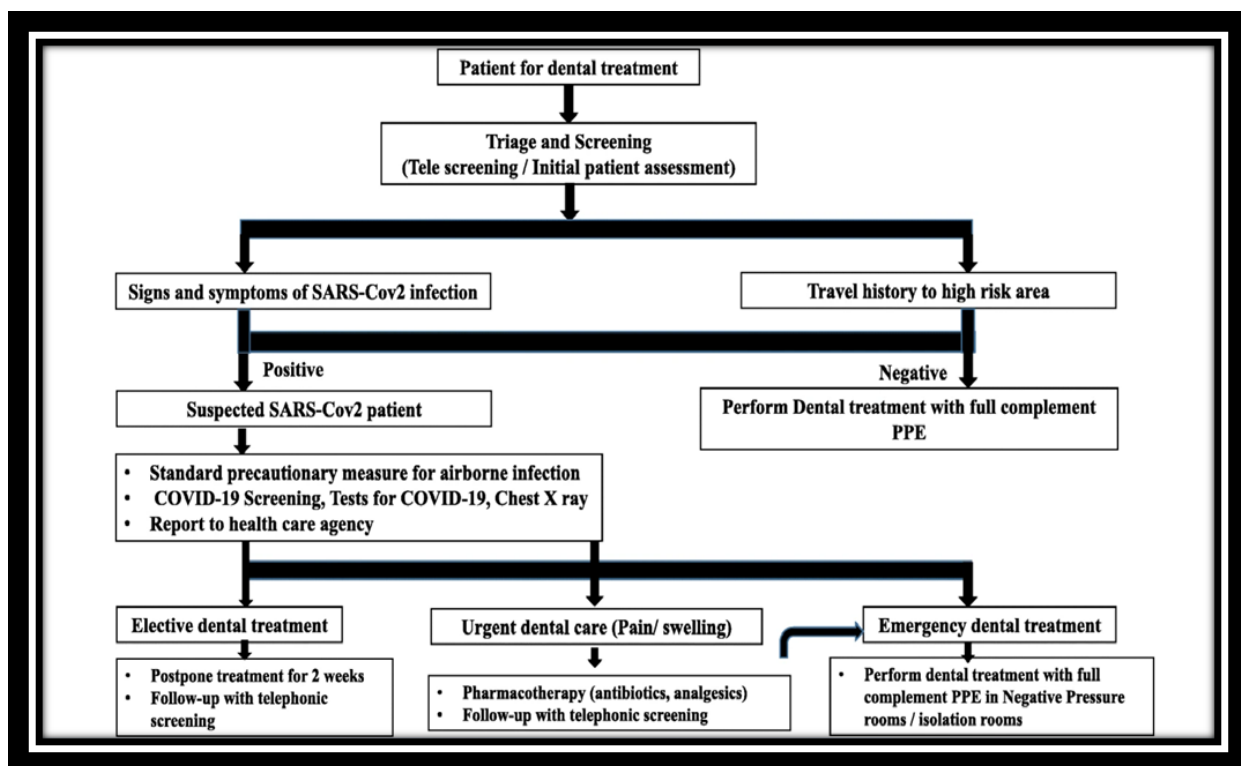 Patient for dental treatment
Triage and Screening
(Tele screening / Initial patient assessment)
Signs and symptoms of SARS-Cov2 infection
Travel history to high risk area
Positive
Negative
Suspected SARS-Cov2 patient
Perform Dental treatment with full complement
PPE
• Standard precautionary measure for airborne infection
• COVID-19 Screening, Tests for COVID-19, Chest X ray
• Report to health care agency
Elective dental treatment
Urgent dental care (Pain/ swelling)
Emergency dental treatment
• Postpone treatment for 2 weeks
• Follow-up with telephonic
screening
• Pharmacotherapy (antibiotics, analgesics)
• Follow-up with telephonic screening
• Perform dental treatment with full
complement PPE in Negative Pressure
rooms / isolation rooms